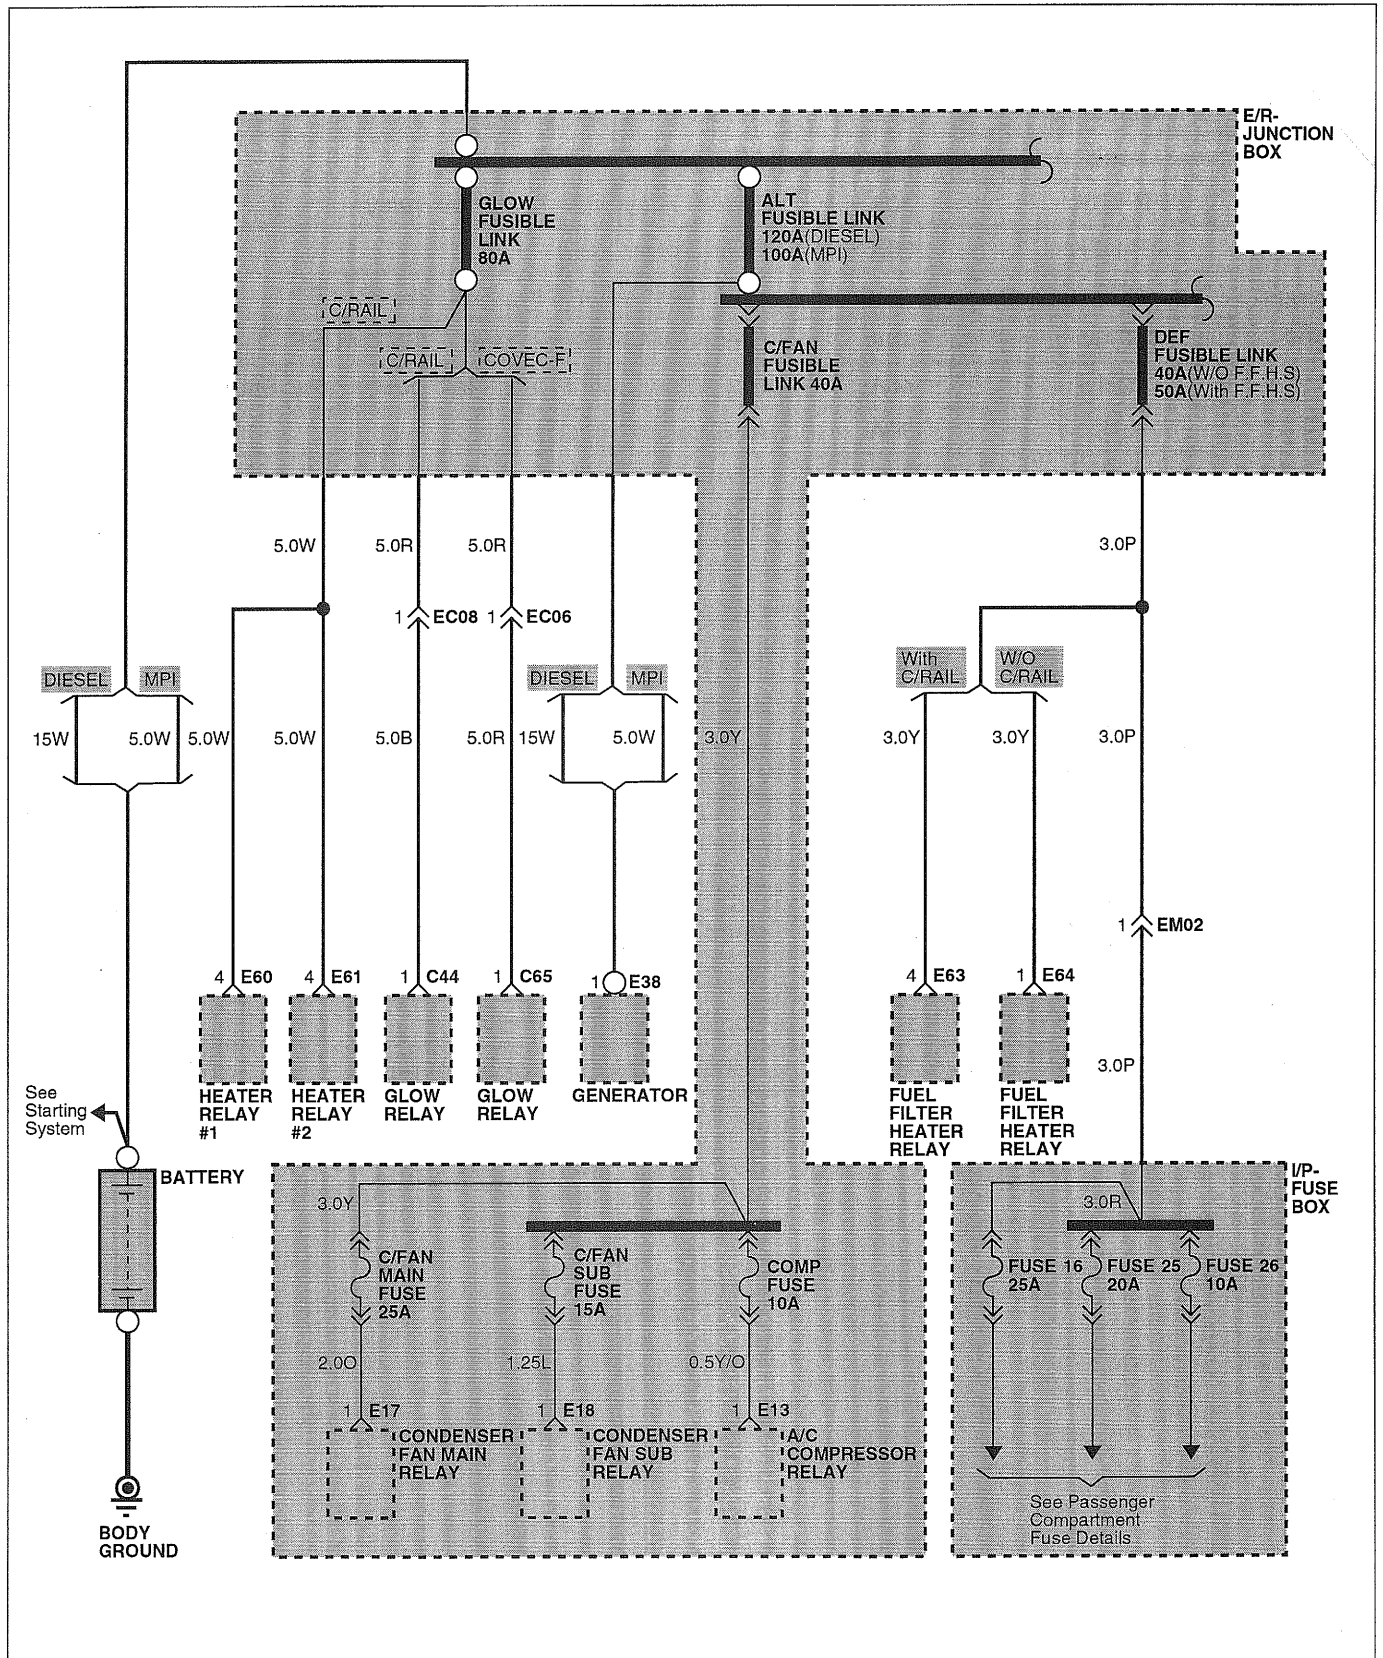 E/R-
JUNCTION
BOX
GLOW
FUSIBLE
LINK
80A
ALT
FUSIBLE LINK
120A(DIESEL)
100A(MPI)
C/RAIL
C/RAIL
COVEC-F
C/FAN
FUSIBLE
LINK 40A
DEF
FUSIBLE LINK
40A(W/O F.F.H.S)
50A(With F.F.H.S)
5.0W
5.0R
5.0R
3.0P
1 EC08
1 EC06
DIESEL
MPI
DIESEL
MPI
With
C/RAIL
W/O
C/RAIL
15W
5.0W
5.0W
5.0W
5.0B
5.0R
15W
5.0W
3.0Y
3.0Y
3.0Y
3.0P
1 EM02
4 E60
4 E61
1 C44
1 C65
1 E38
4 E63
1 E64
3.0P
HEATER
RELAY
#1
HEATER
RELAY
#2
GLOW
RELAY
GLOW
RELAY
GENERATOR
FUEL
FILTER
HEATER
RELAY
FUEL
FILTER
HEATER
RELAY
See
Starting
System
BATTERY
I/P-
FUSE
BOX
3.0Y
3.0R
C/FAN
MAIN
FUSE
25A
C/FAN
SUB
FUSE
15A
COMP
FUSE
10A
FUSE 16
25A
FUSE 25
20A
FUSE 26
10A
2.0O
1.25L
0.5Y/O
1 E17
1 E18
1 E13
CONDENSER
FAN MAIN
RELAY
CONDENSER
FAN SUB
RELAY
A/C
COMPRESSOR
RELAY
See Passenger
Compartment
Fuse Details
BODY
GROUND